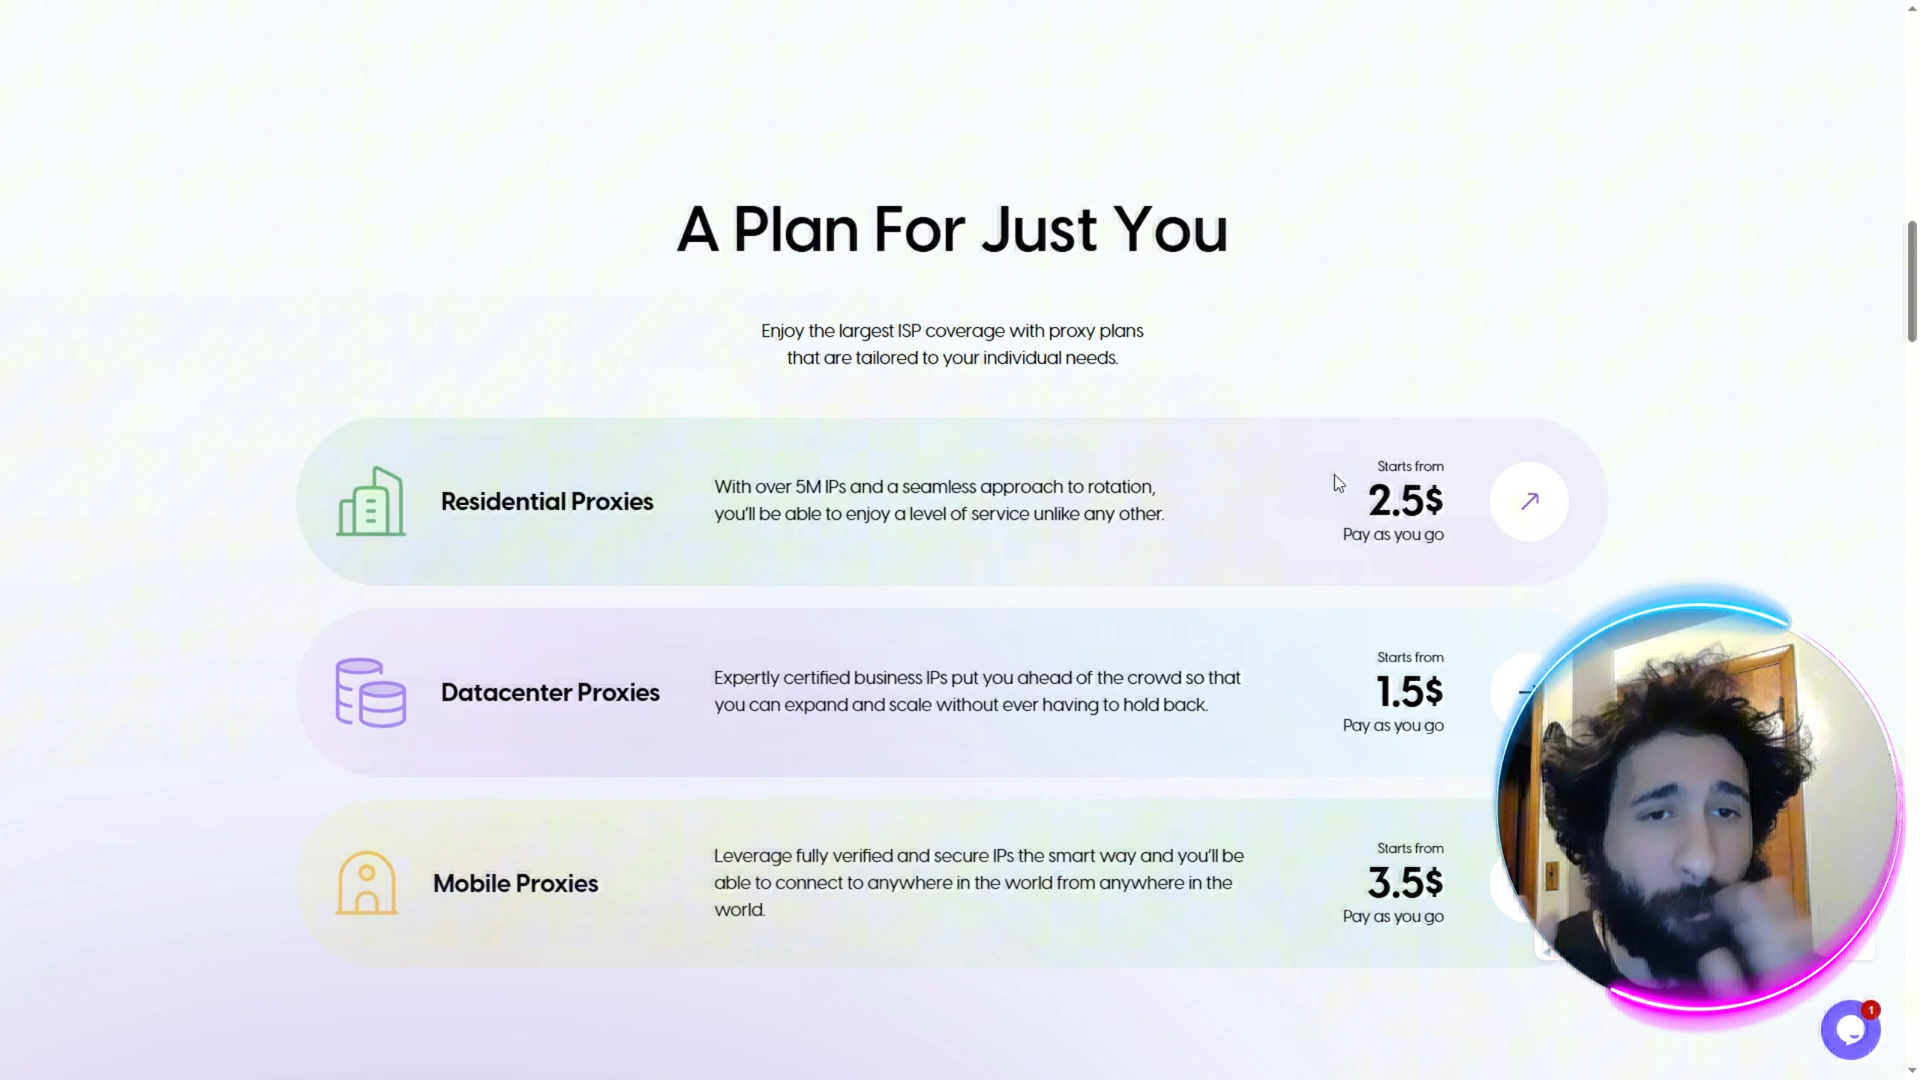 A Plan For Just You
Enjoy the largest ISP coverage with proxy plans
that are tailored to your individual needs.
Residential Proxies
With over 5M IPs and a seamless approach to rotation,
you'll be able to enjoy a level of service unlike any other.
Starts from
2.5$
Pay as you go
Datacenter Proxies
Expertly certified business IPs put you ahead of the crowd so that
you can expand and scale without ever having to hold back.
Starts from
1.5$
Pay as you go
Mobile Proxies
Leverage fully verified and secure IPs the smart way and you'll be
able to connect to anywhere in the world from anywhere in the
world.
Starts from
3.5$
Pay as you go
1